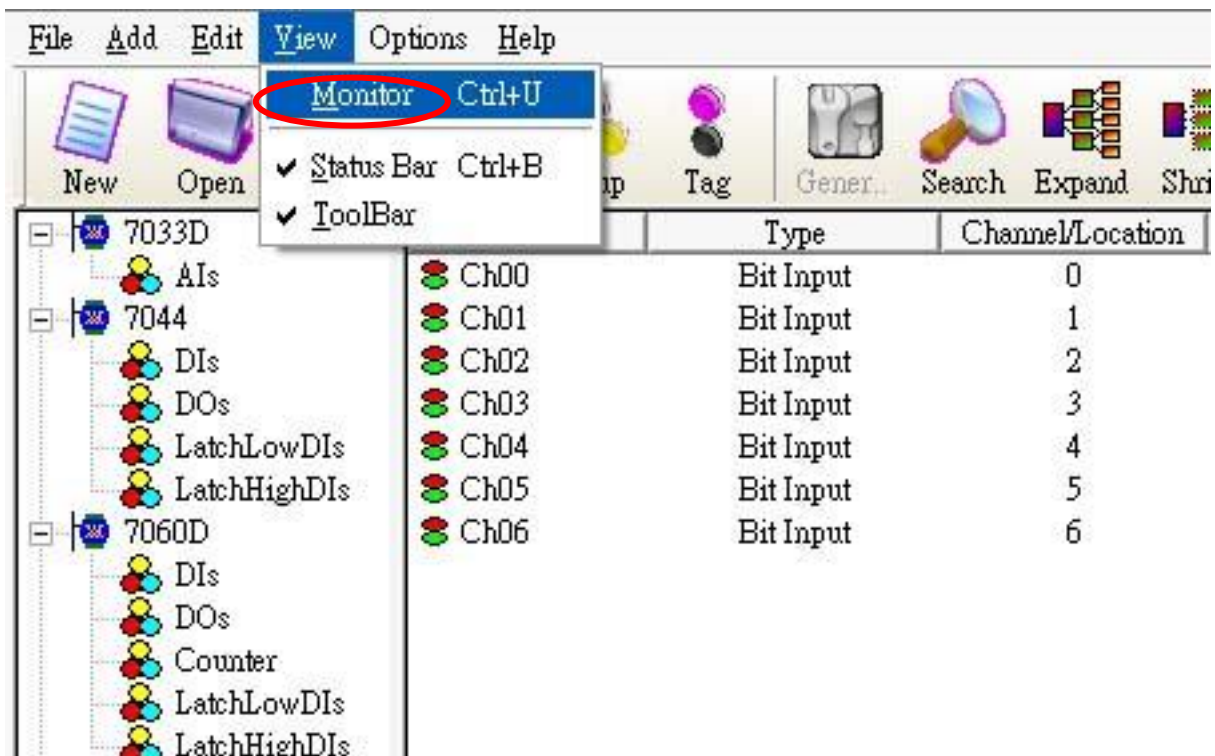 File Add Edit View Options Help
Monitor Ctrl+U
Status Bar Ctrl+B
ToolBar
New Open up Tag Gener.. Search Expand Shri
7033D
AIs
7044
DIs
DOs
LatchLowDIs
LatchHighDIs
7060D
DIs
DOs
Counter
LatchLowDIs
LatchHighDIs
Type Channel/Location
Ch00 Bit Input 0
Ch01 Bit Input 1
Ch02 Bit Input 2
Ch03 Bit Input 3
Ch04 Bit Input 4
Ch05 Bit Input 5
Ch06 Bit Input 6